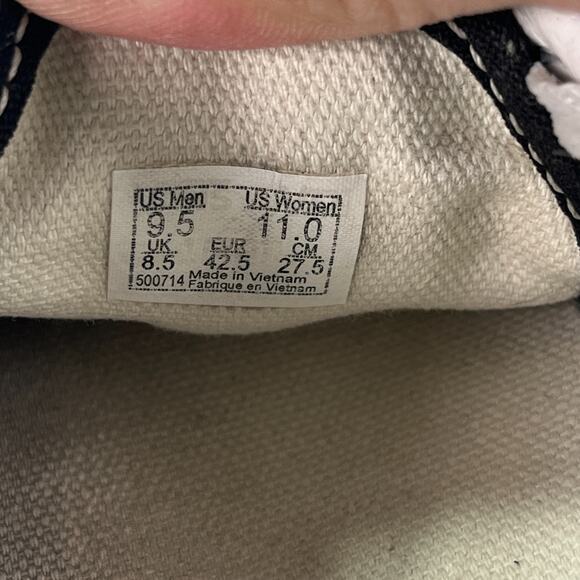 US Men US Women
9.5 11.0
UK EUR CM
8.5 42.5 27.5
500714 Made in Vietnam
Fabrique en Vietnam